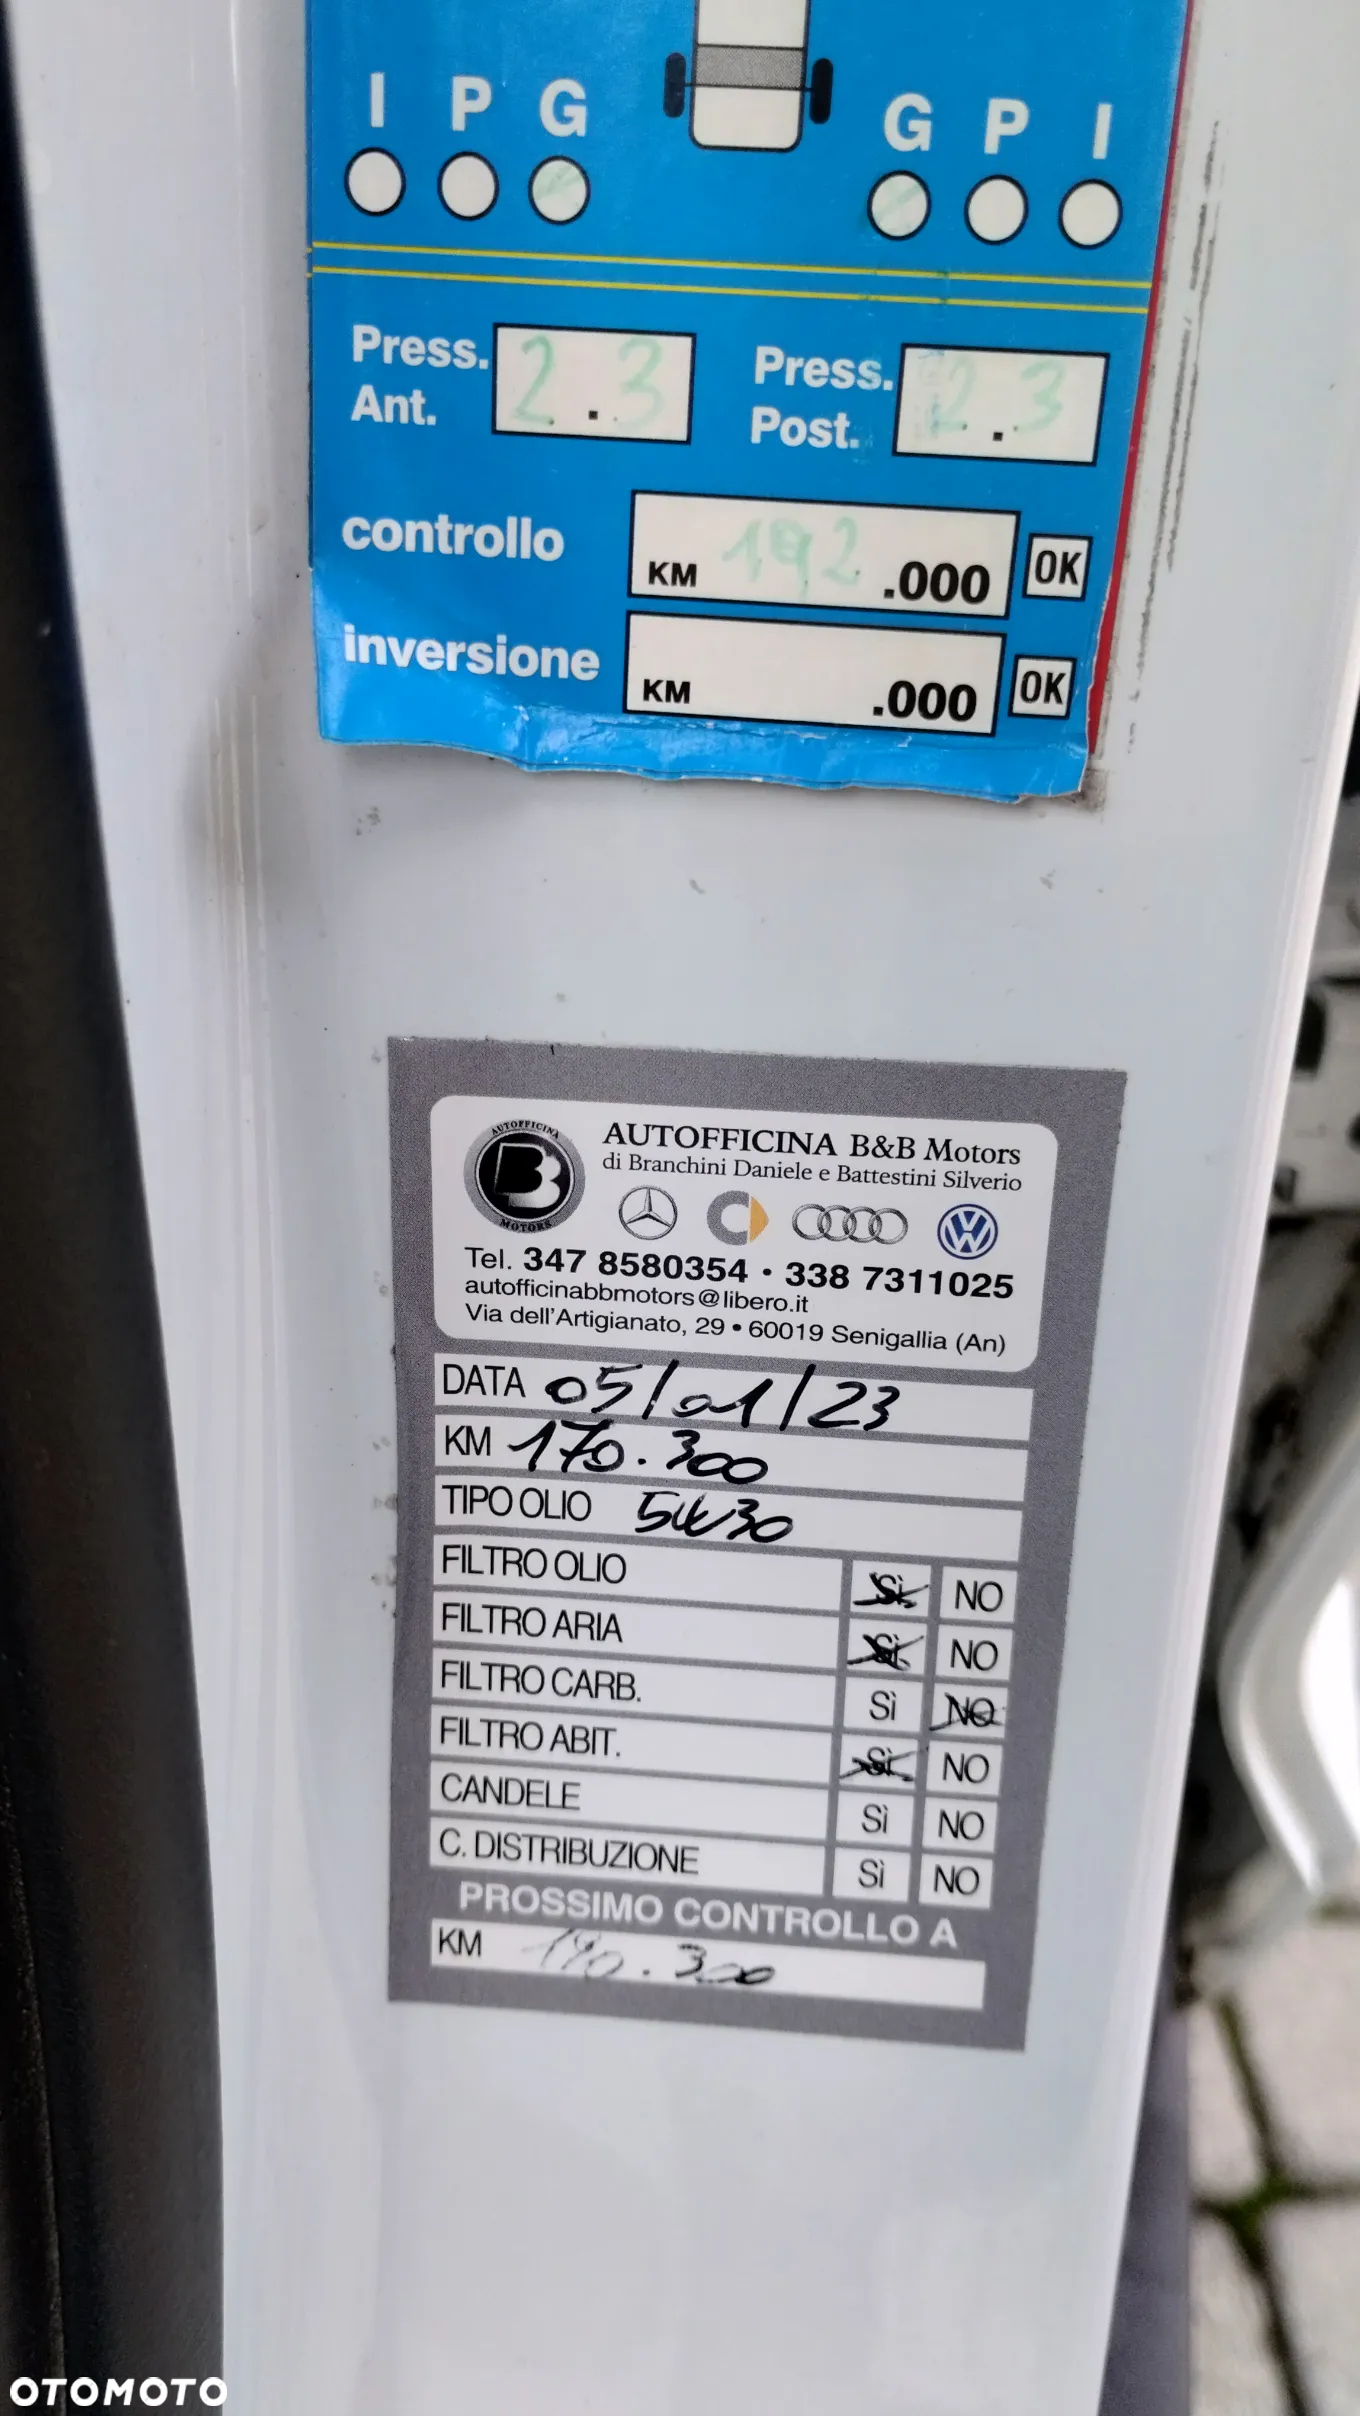 I P G G P I
Press. Ant. 2.3 Press. Post. 2.3
controllo KM 192.000 OK
inversione KM .000 OK
AUTOFFICINA
B
MOTORS
AUTOFFICINA B&B Motors
di Branchini Daniele e Battestini Silverio
Tel. 347 8580354 • 338 7311025
autofficinabbmotors@libero.it
Via dell'Artigianato, 29 • 60019 Senigallia (An)
DATA 05/01/23
KM 170.300
TIPO OLIO 5W30
FILTRO OLIO Sì NO
FILTRO ARIA Sì NO
FILTRO CARB. Sì NO
FILTRO ABIT. Sì NO
CANDELE Sì NO
C. DISTRIBUZIONE Sì NO
PROSSIMO CONTROLLO A
KM 190.300
OTOMOTO